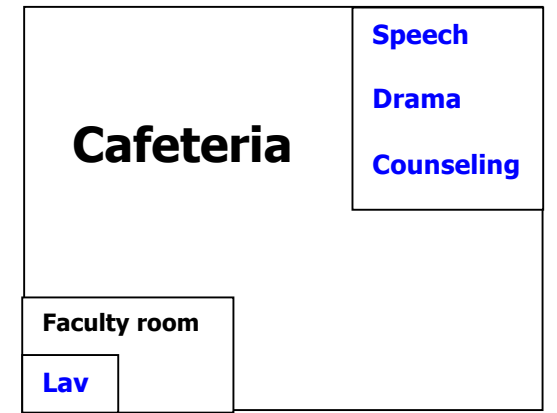 Speech
Drama
Cafeteria
Counseling
Faculty room
Lav